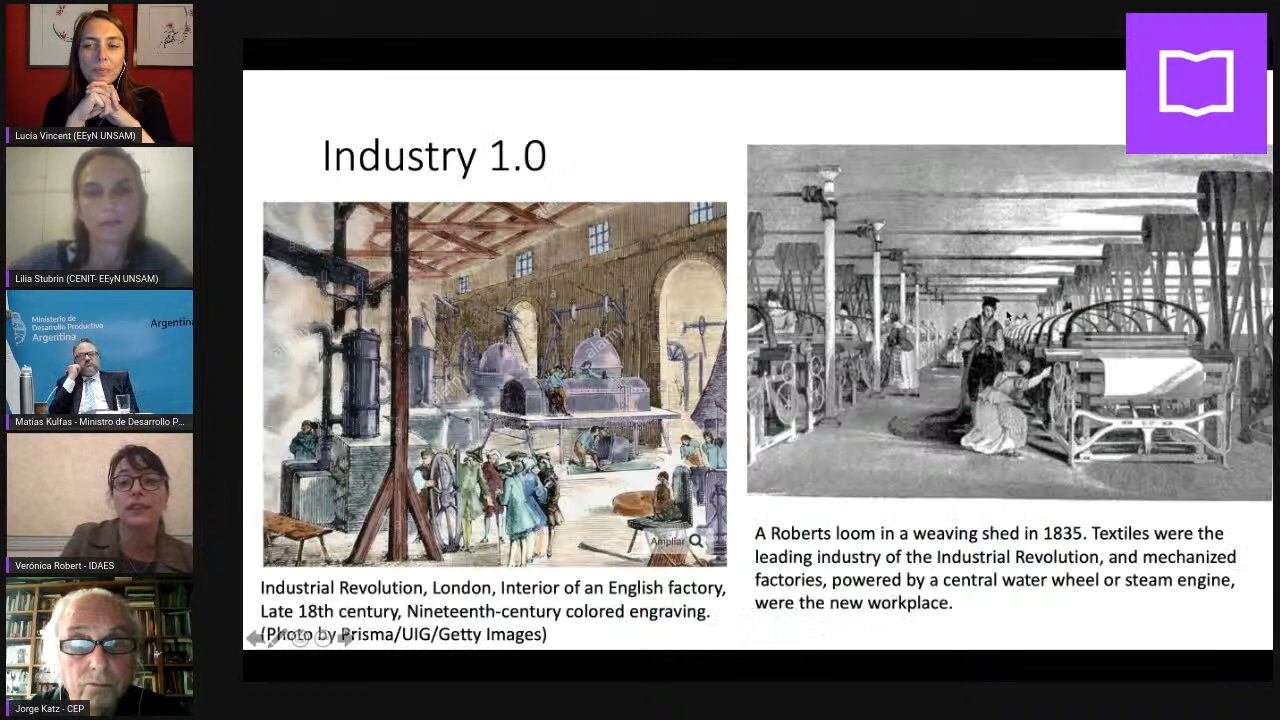 Lucía Vincent (EEyN UNSAM)
Lilia Stubrin (CENIT- EEyN UNSAM)
Ministerio de
Desarrollo Productivo
Argentina
Argentina
Matias Kulfas - Ministro de Desarrollo P...
Verónica Robert - IDAES
Jorge Katz - CEP
Industry 1.0
alamy
Ampliar
Industrial Revolution, London, Interior of an English factory,
Late 18th century, Nineteenth-century colored engraving.
(Photo by Prisma/UIG/Getty Images)
A Roberts loom in a weaving shed in 1835. Textiles were the
leading industry of the Industrial Revolution, and mechanized
factories, powered by a central water wheel or steam engine,
were the new workplace.